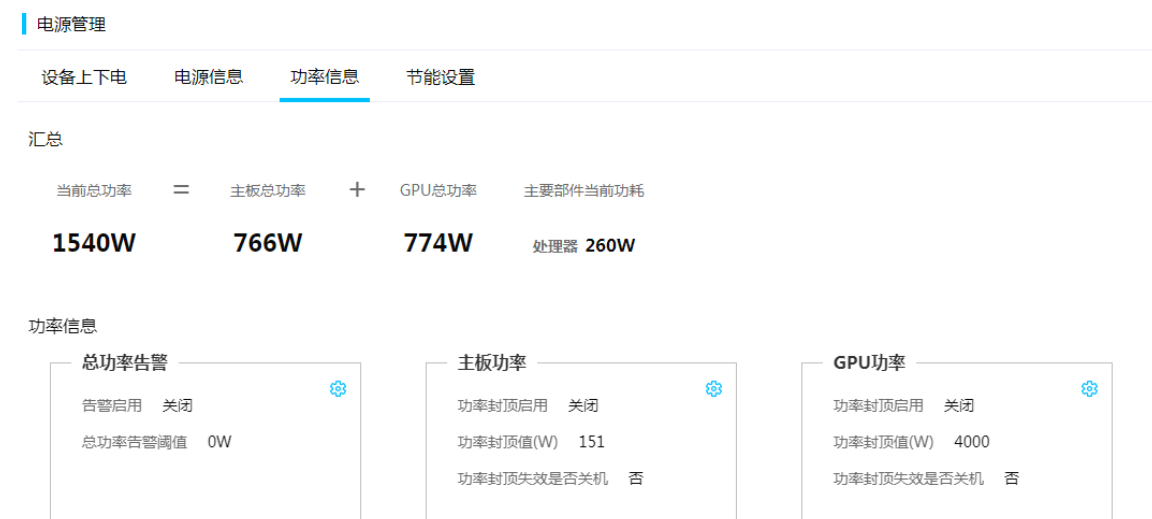 电源管理
设备上下电 电源信息 功率信息 节能设置
汇总
当前总功率 = 主板总功率 + GPU总功率 主要部件当前功耗
1540W 766W 774W 处理器 260W
功率信息
总功率告警 主板功率 GPU功率
告警启用 关闭 功率封顶启用 关闭 功率封顶启用 关闭
总功率告警阈值 0W 功率封顶值(W) 151 功率封顶值(W) 4000
功率封顶失效是否关机 否 功率封顶失效是否关机 否